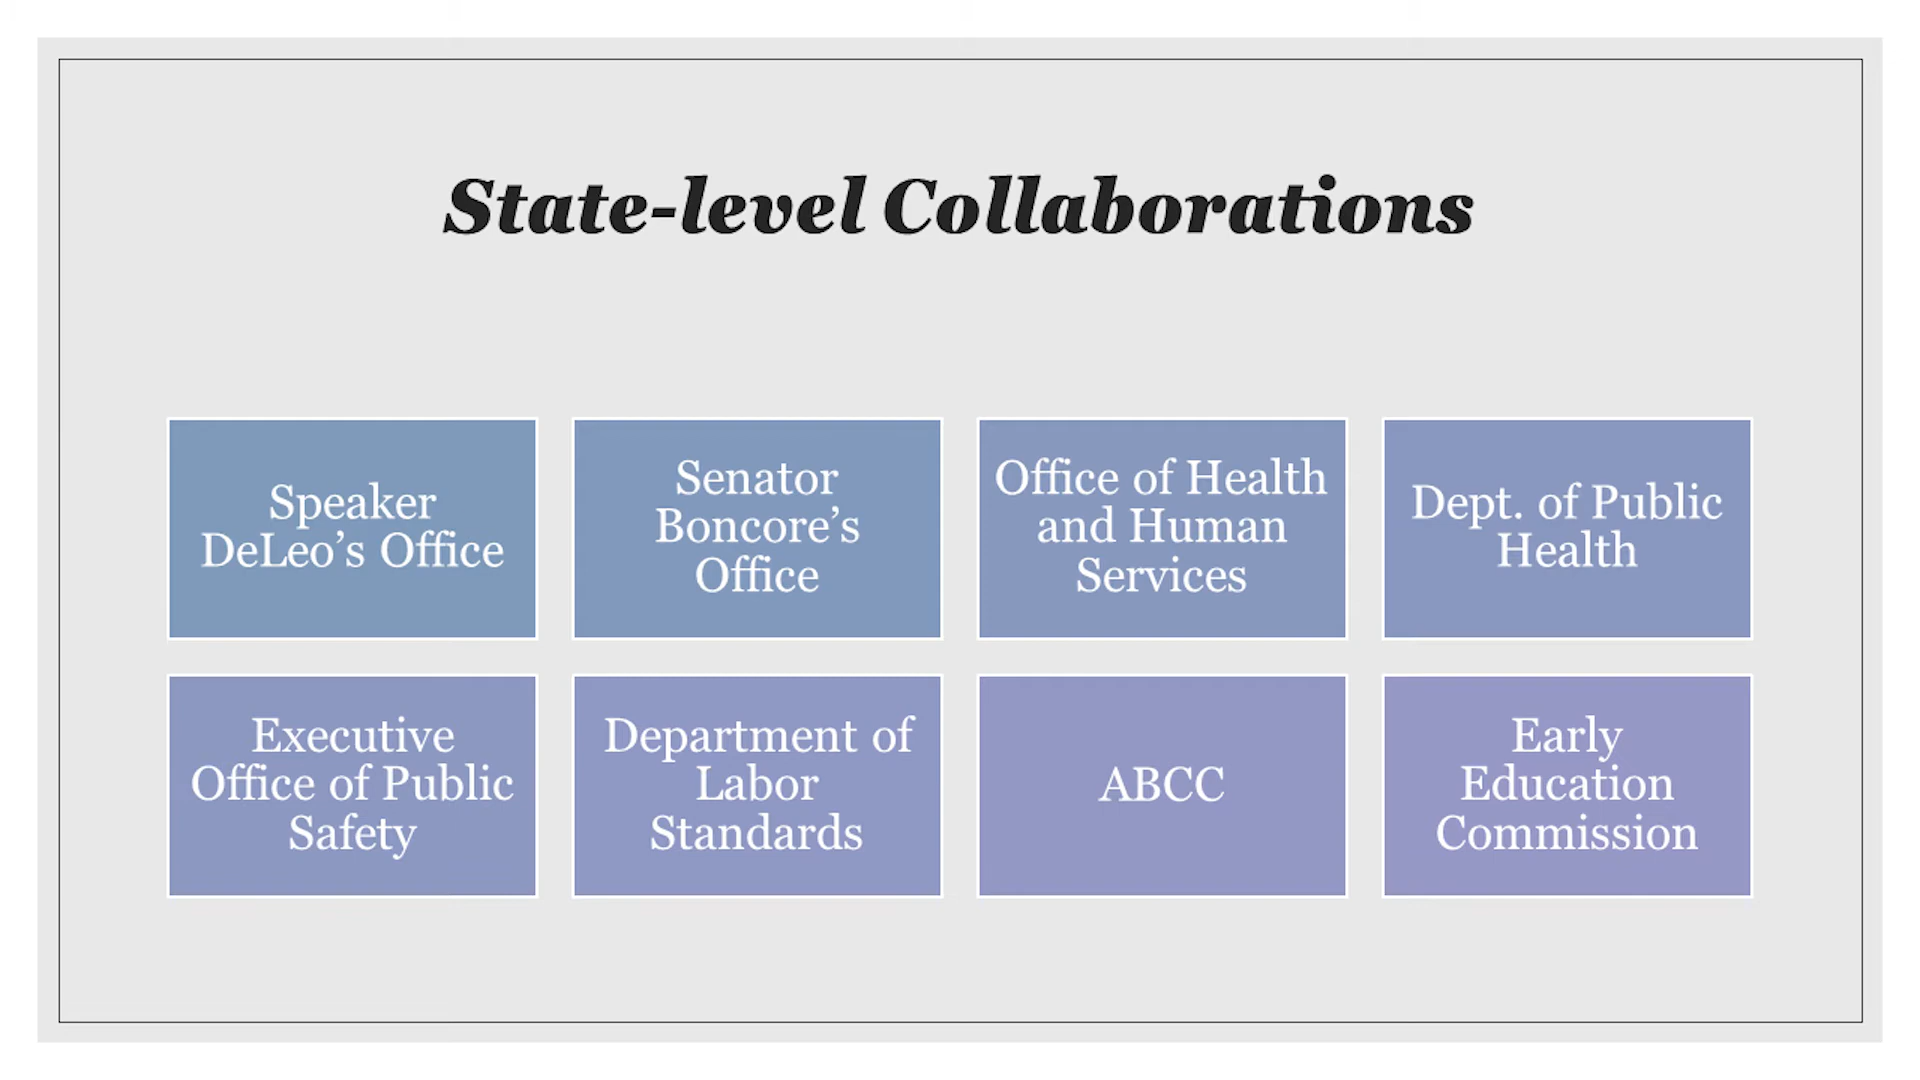 State-level Collaborations
Speaker
DeLeo’s Office
Senator
Boncore’s
Office
Office of Health
and Human
Services
Dept. of Public
Health
Executive
Office of Public
Safety
Department of
Labor
Standards
ABCC
Early
Education
Commission